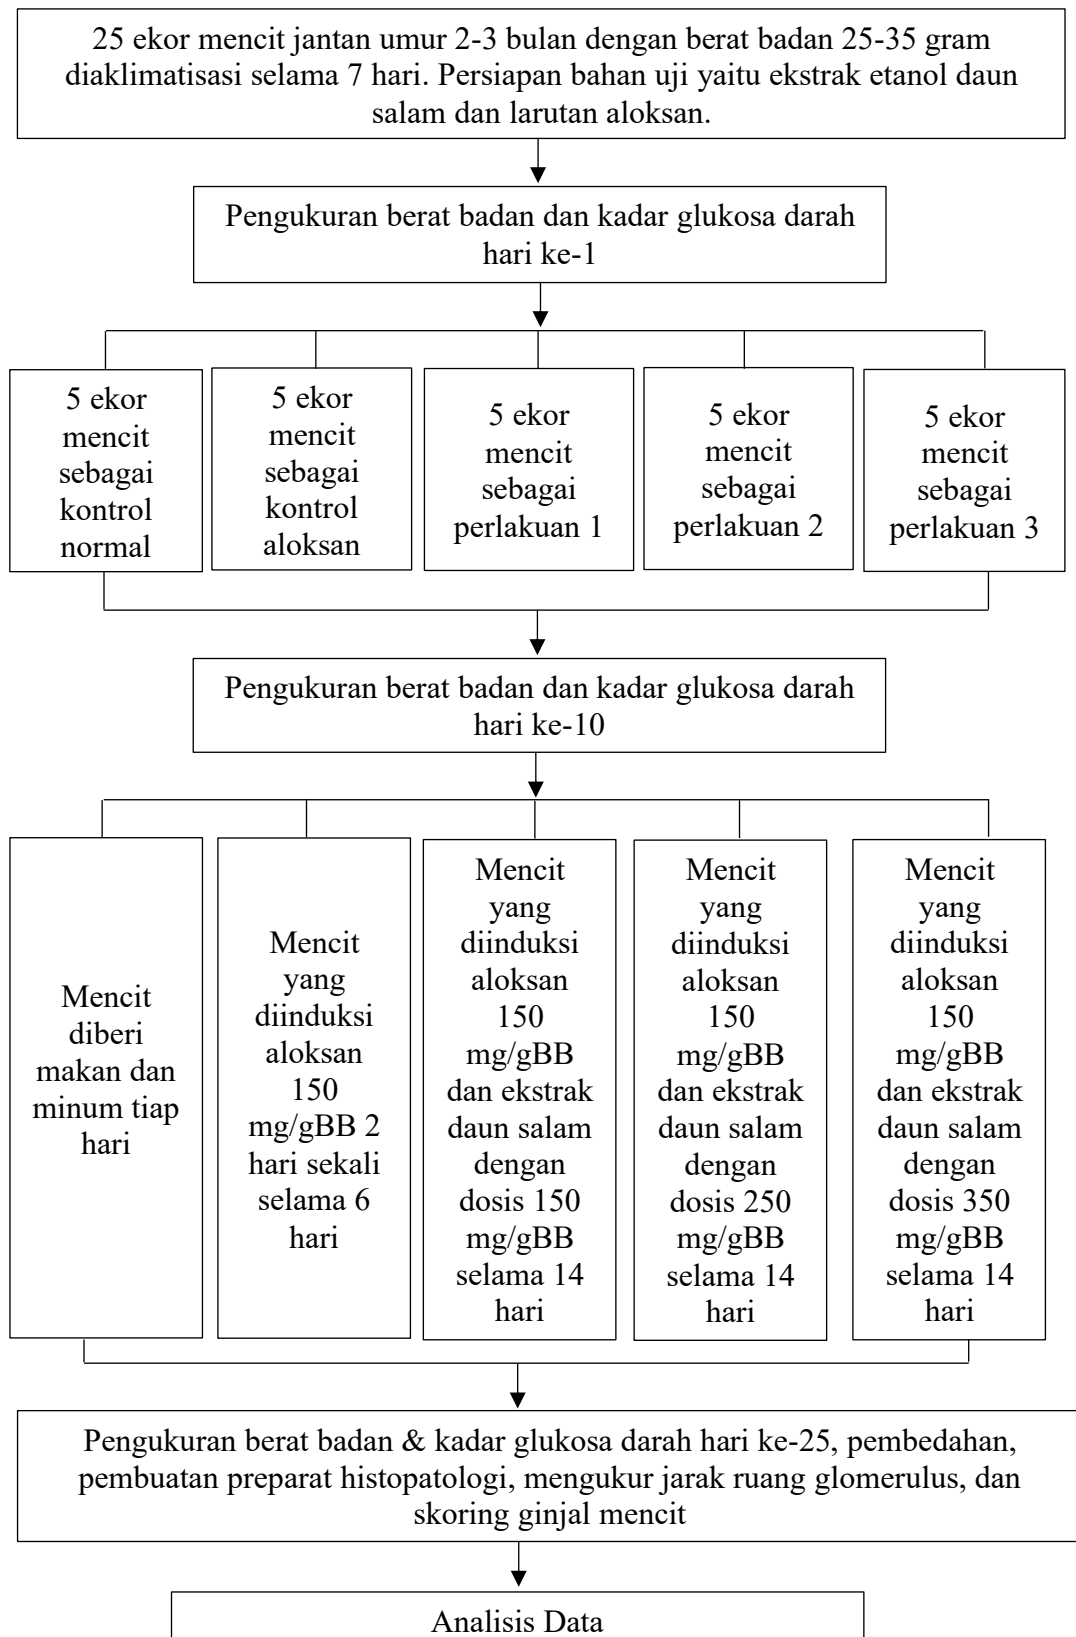 25 ekor mencit jantan umur 2-3 bulan dengan berat badan 25-35 gram
diaklimatisasi selama 7 hari. Persiapan bahan uji yaitu ekstrak etanol daun
salam dan larutan aloksan.
Pengukuran berat badan dan kadar glukosa darah
hari ke-1
5 ekor
mencit
sebagai
kontrol
normal
5 ekor
mencit
sebagai
kontrol
aloksan
5 ekor
mencit
sebagai
perlakuan 1
5 ekor
mencit
sebagai
perlakuan 2
5 ekor
mencit
sebagai
perlakuan 3
Pengukuran berat badan dan kadar glukosa darah
hari ke-10
Mencit
diberi
makan dan
minum tiap
hari
Mencit
yang
diinduksi
aloksan
150
mg/gBB 2
hari sekali
selama 6
hari
Mencit
yang
diinduksi
aloksan
150
mg/gBB
dan ekstrak
daun salam
dengan
dosis 150
mg/gBB
selama 14
hari
Mencit
yang
diinduksi
aloksan
150
mg/gBB
dan ekstrak
daun salam
dengan
dosis 250
mg/gBB
selama 14
hari
Mencit
yang
diinduksi
aloksan
150
mg/gBB
dan ekstrak
daun salam
dengan
dosis 350
mg/gBB
selama 14
hari
Pengukuran berat badan & kadar glukosa darah hari ke-25, pembedahan,
pembuatan preparat histopatologi, mengukur jarak ruang glomerulus, dan
skoring ginjal mencit
Analisis Data